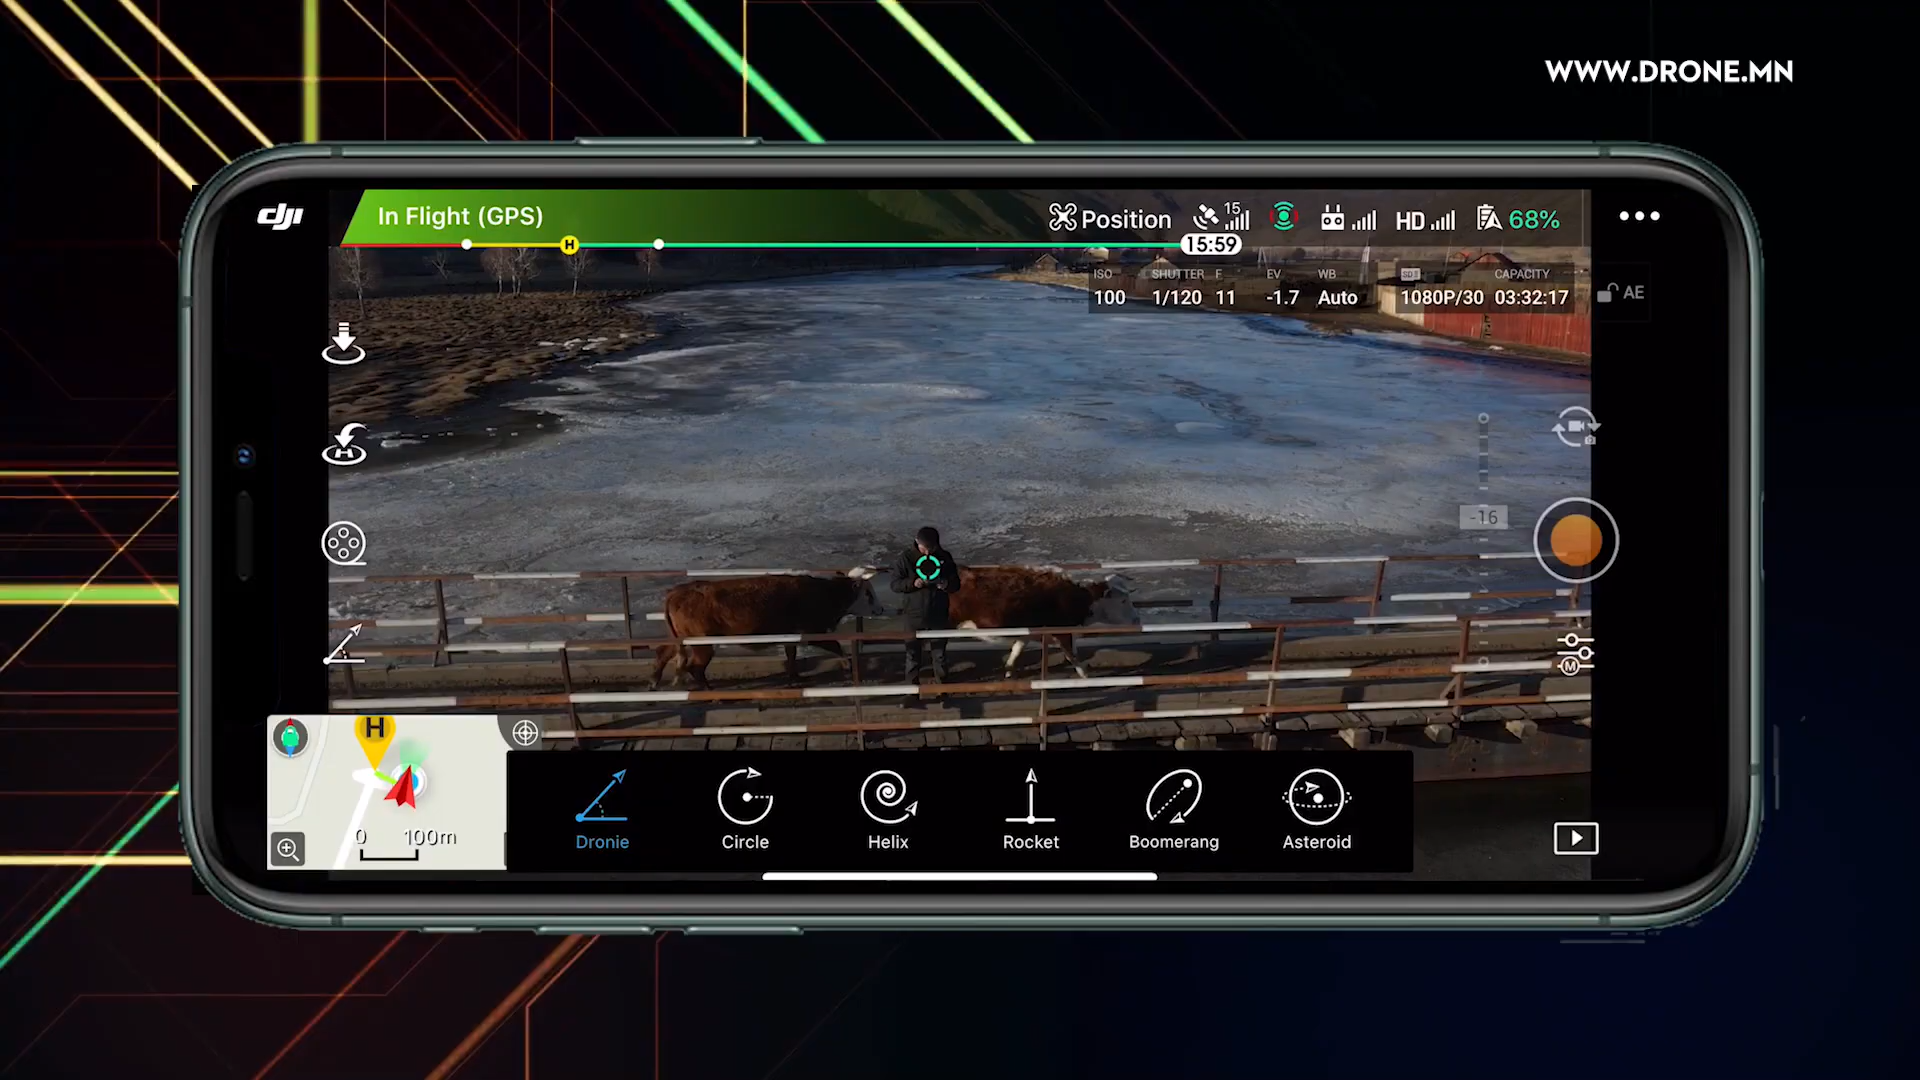 WWW.DRONE.MN
dji
In Flight (GPS)
Position
15
HD
68%
H
15:59
ISO SHUTTER F EV WB SD CAPACITY
100 1/120 11 -1.7 Auto 1080P/30 03:32:17
AE
H
-16
M
H
0 100m
Dronie Circle Helix Rocket Boomerang Asteroid